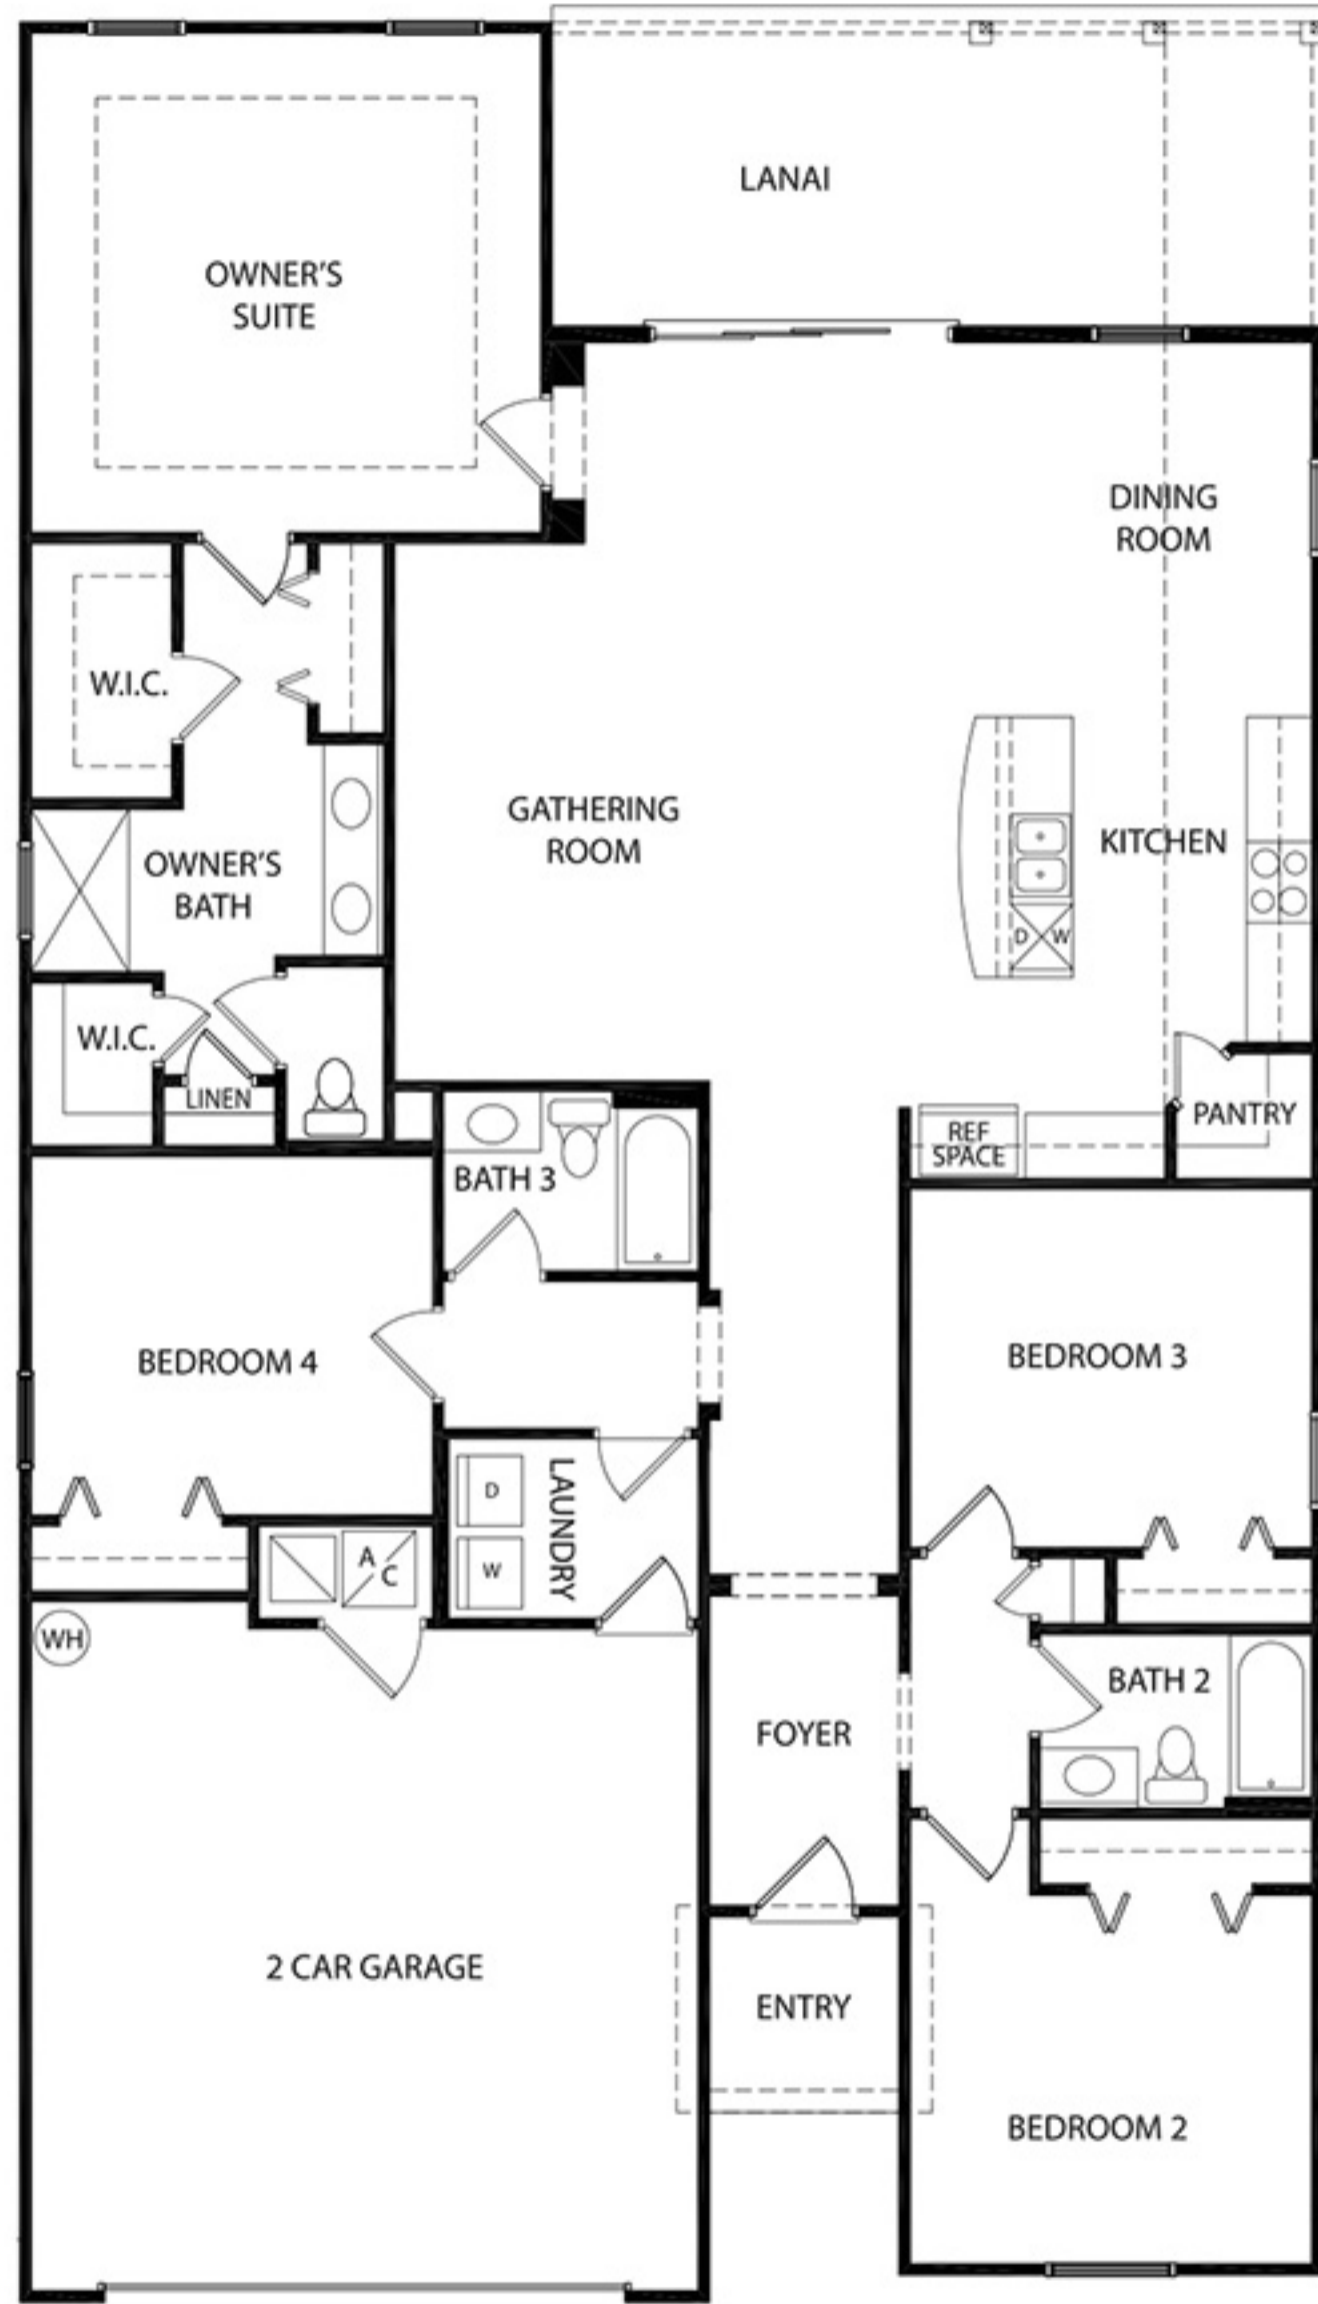 LANAI
OWNER'S
SUITE
DINING
ROOM
W.I.C.
GATHERING
ROOM
KITCHEN
OWNER'S
BATH
D W
W.I.C.
LINEN
REF
SPACE
PANTRY
BATH 3
BEDROOM 4
BEDROOM 3
LAUNDRY
D
W
A
C
WH
BATH 2
FOYER
2 CAR GARAGE
ENTRY
BEDROOM 2